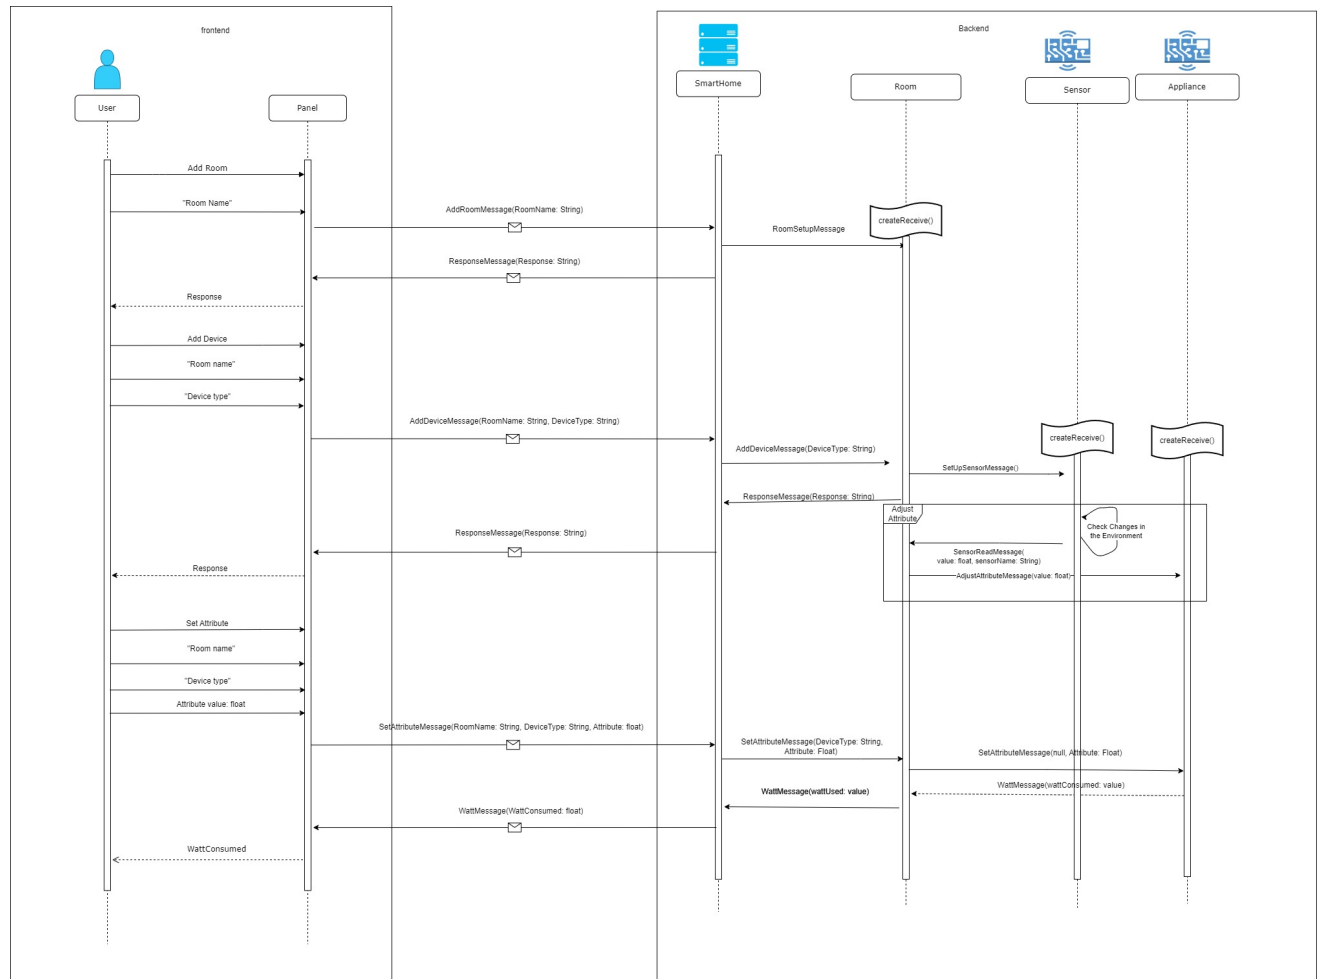 frontend
Backend
User
Panel
SmartHome
Room
Sensor
Appliance
Add Room
"Room Name"
AddRoomMessage(RoomName: String)
createReceive()
RoomSetupMessage
ResponseMessage(Response: String)
Response
Add Device
"Room name"
"Device type"
AddDeviceMessage(RoomName: String, DeviceType: String)
createReceive()
createReceive()
AddDeviceMessage(DeviceType: String)
SetUpSensorMessage()
ResponseMessage(Response: String)
Adjust
Attribute
Check Changes in
the Environment
ResponseMessage(Response: String)
SensorReadMessage(
value: float, sensorName: String)
Response
AdjustAttributeMessage(value: float)
Set Attribute
"Room name"
"Device type"
Attribute value: float
SetAttributeMessage(RoomName: String, DeviceType: String, Attribute: float)
SetAttributeMessage(DeviceType: String,
Attribute: Float)
SetAttributeMessage(null, Attribute: Float)
WattMessage(wattConsumed: value)
WattMessage(wattUsed: value)
WattMessage(WattConsumed: float)
WattConsumed